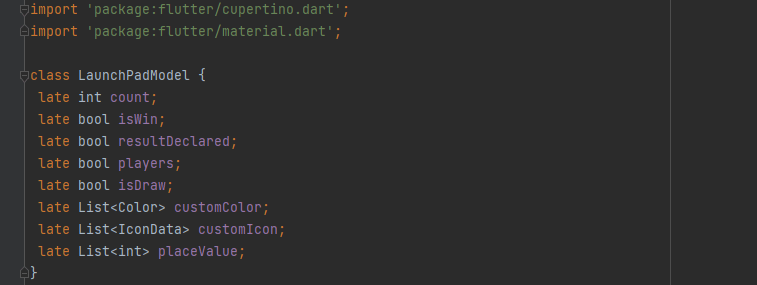 import 'package:flutter/cupertino.dart';
import 'package:flutter/material.dart';
class LaunchPadModel {
late int count;
late bool isWin;
late bool resultDeclared;
late bool players;
late bool isDraw;
late List<Color> customColor;
late List<IconData> customIcon;
late List<int> placeValue;
}